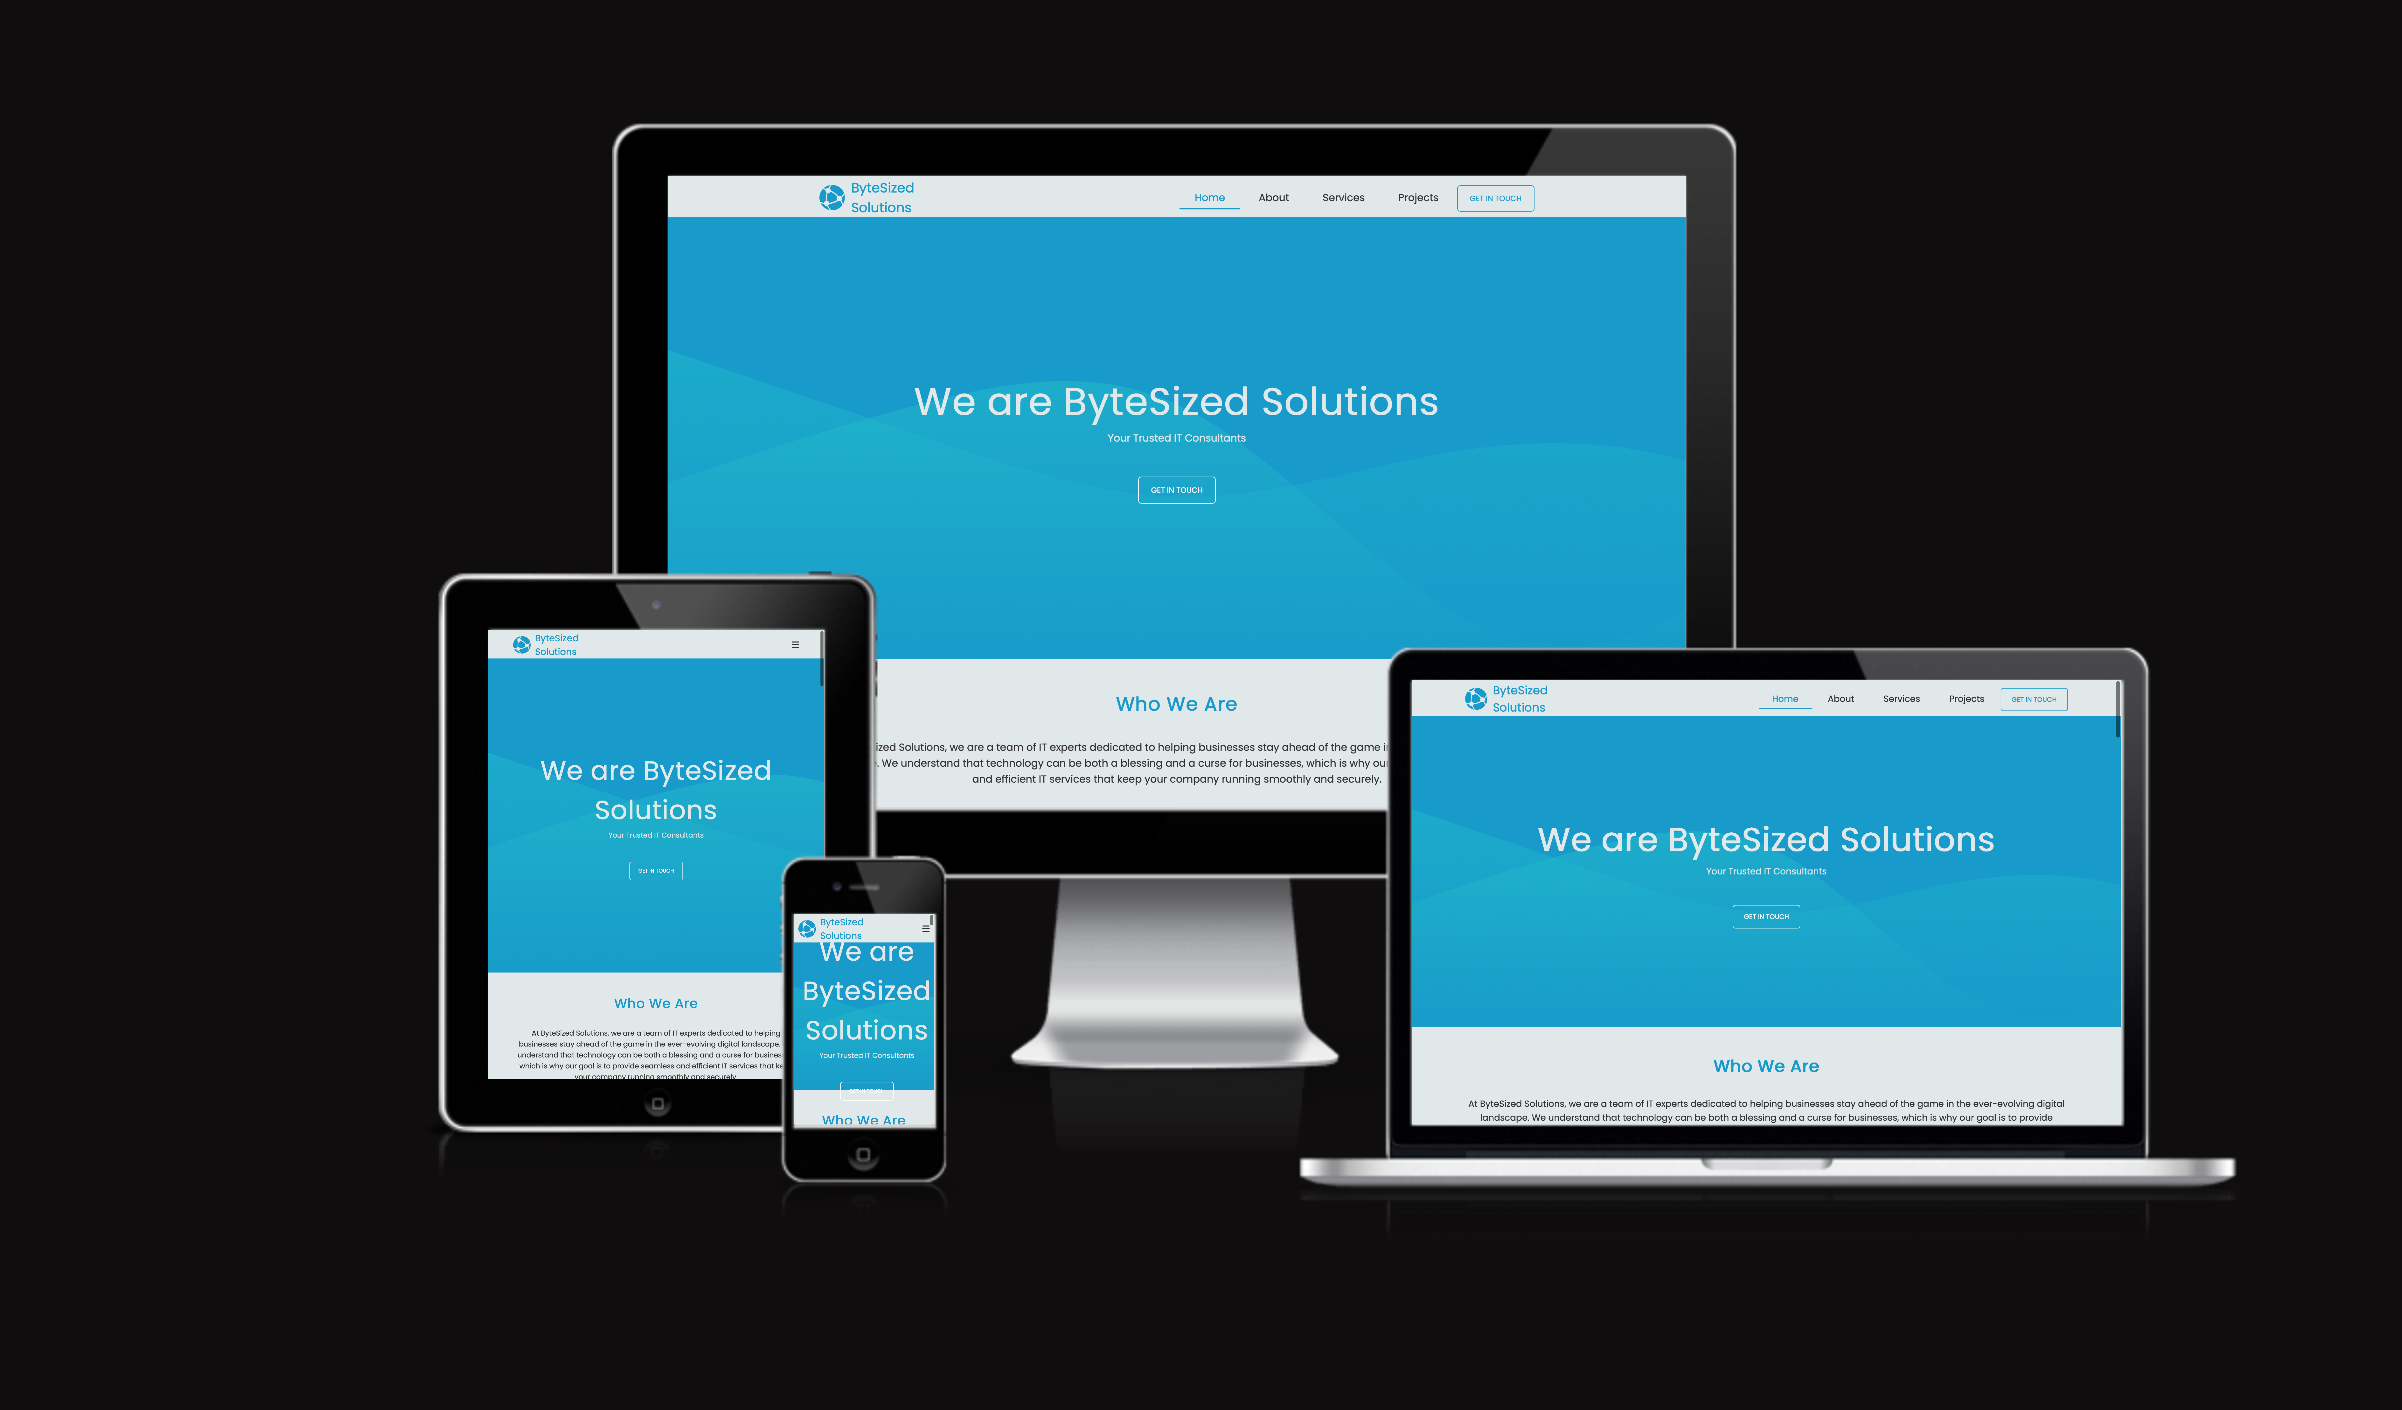 ByteSized
Solutions
Home About Services Projects GET IN TOUCH
We are ByteSized Solutions
Your Trusted IT Consultants
GET IN TOUCH
Who We Are
ized Solutions, we are a team of IT experts dedicated to helping businesses stay ahead of the game
. We understand that technology can be both a blessing and a curse for businesses, which is why
and efficient IT services that keep your company running smoothly and securely.
ByteSized
Solutions
We are ByteSized
Solutions
Your Trusted IT Consultants
GET IN TOUCH
Who We Are
At ByteSized Solutions, we are a team of IT experts dedicated to helping
businesses stay ahead of the game in the ever-evolving digital landscape.
understand that technology can be both a blessing and a curse for
which is why our goal is to provide seamless and efficient IT services that
your company running smoothly and securely.
ByteSized
Solutions
We are
ByteSized
Solutions
Your Trusted IT Consultants
GET IN TOUCH
Who We Are
ByteSized
Solutions
Home About Services Projects GET IN TOUCH
We are ByteSized Solutions
Your Trusted IT Consultants
GET IN TOUCH
Who We Are
At ByteSized Solutions, we are a team of IT experts dedicated to helping businesses stay ahead of the game in the ever-evolving digital
landscape. We understand that technology can be both a blessing and a curse for businesses, which is why our goal is to provide